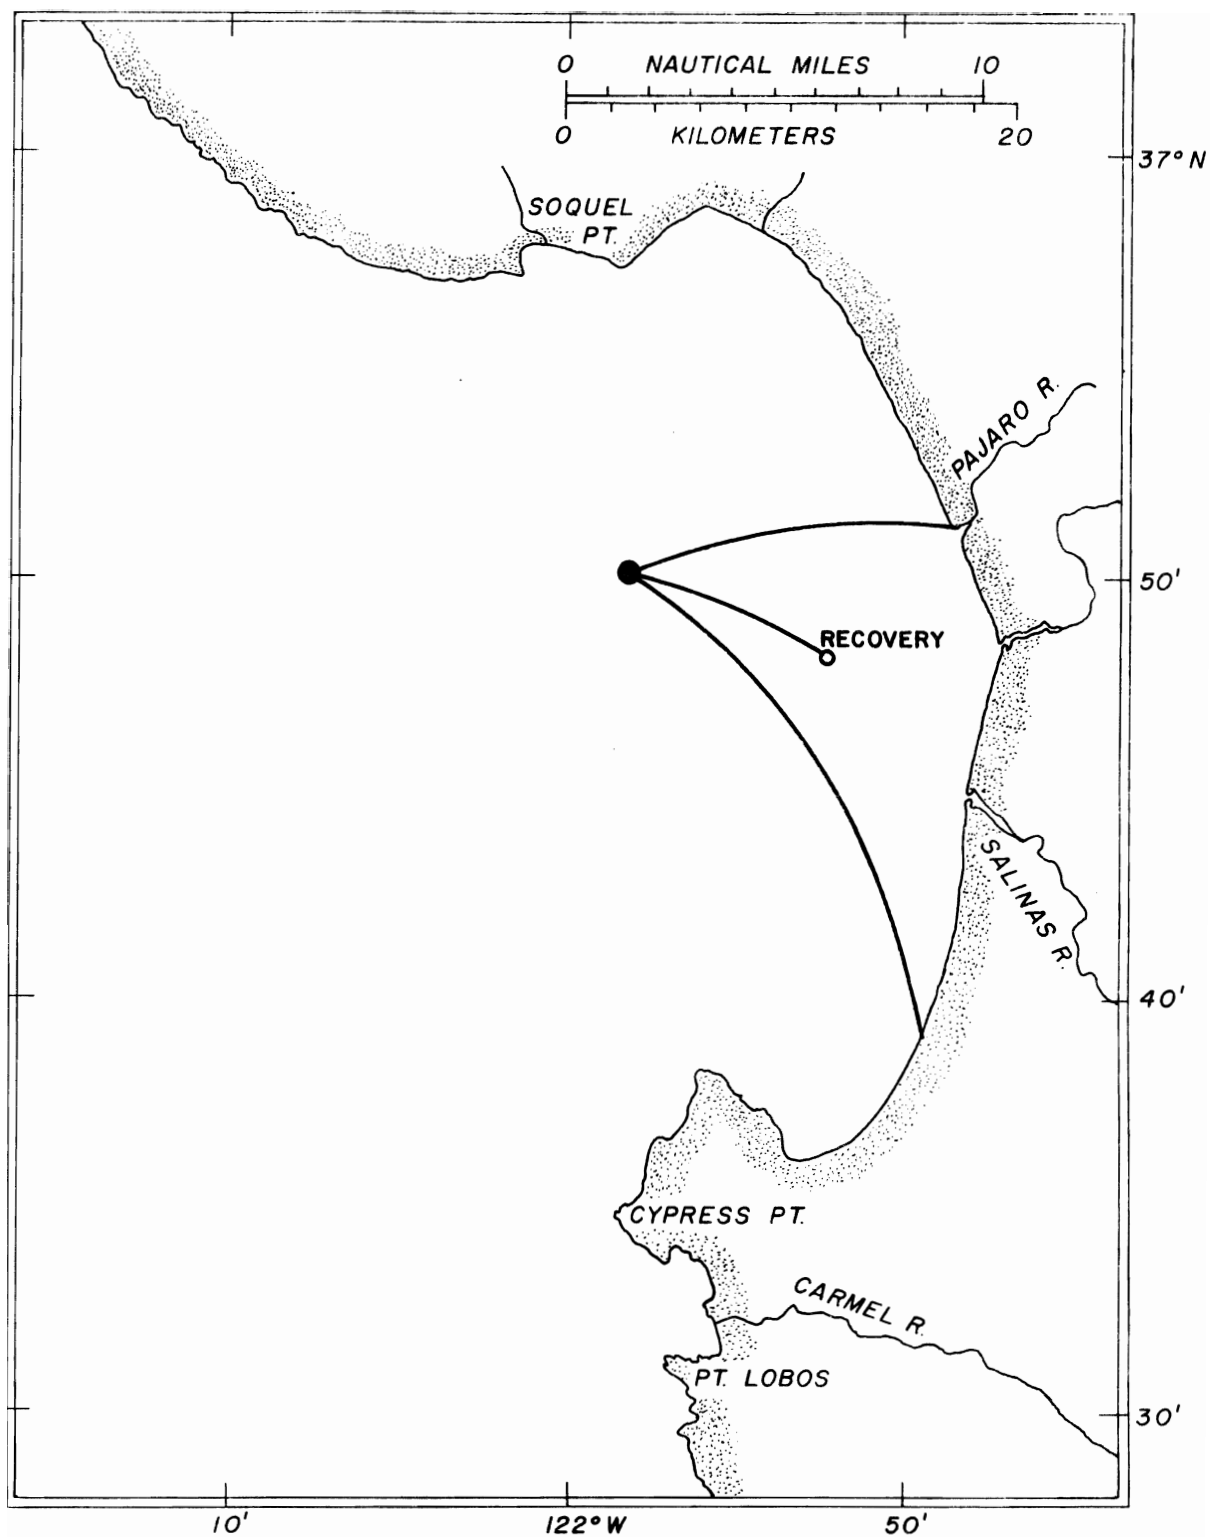 0 NAUTICAL MILES 10
0 KILOMETERS 20
37° N
SOQUEL
PT.
PAJARO R.
50'
RECOVERY
SALINAS R.
40'
CYPRESS PT.
CARMEL R.
PT. LOBOS
30'
10' 122° W 50'